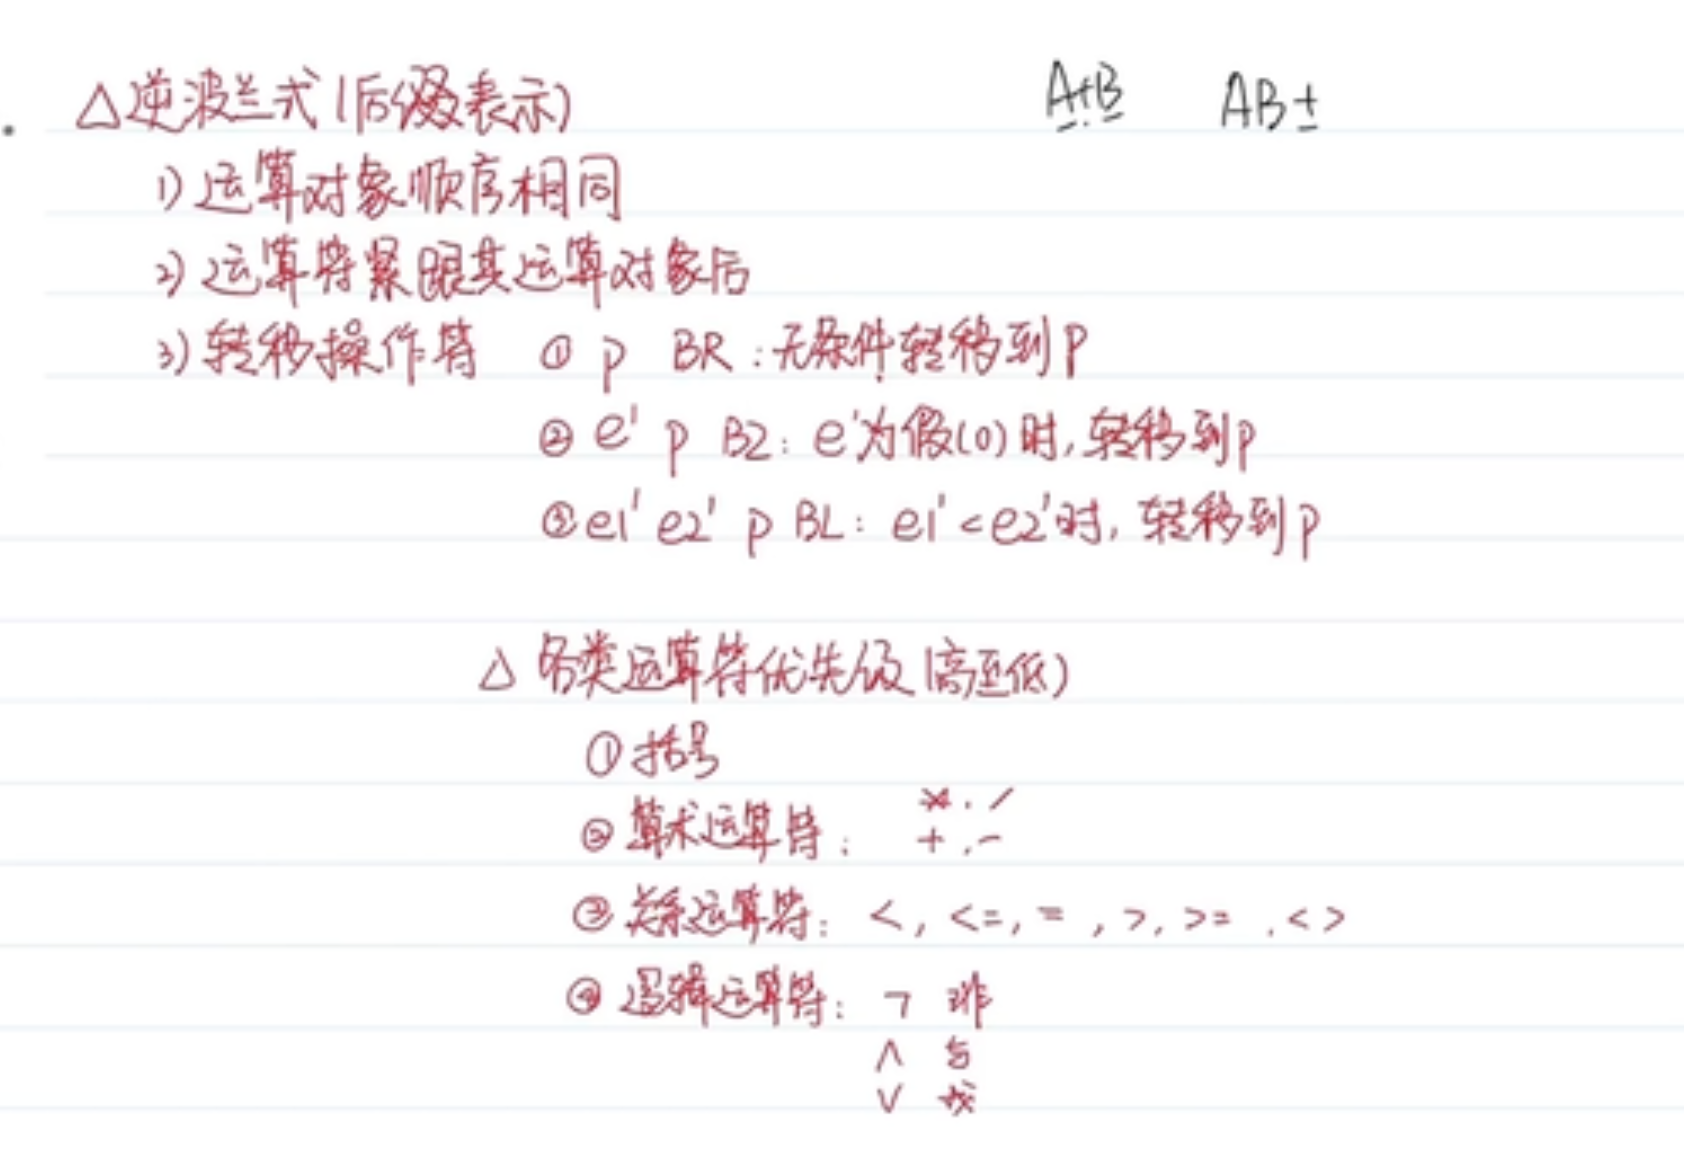 △逆波兰式(后缀表示) A+B AB+
1) 运算对象顺序相同
2) 运算符紧跟其运算对象后
3) 转移操作符 ① p BR：无条件转移到p
② e' p BZ：e'为假(0)时，转移到p
③ e1' e2' p BL：e1'<e2'时，转移到p
△ 各类运算符优先级(高至低)
① 括号
② 算术运算符： *，/
+，-
③ 关系运算符：<，<=，=，>，>=，<>
④ 逻辑运算符：¬ 非
∧ 与
∨ 或